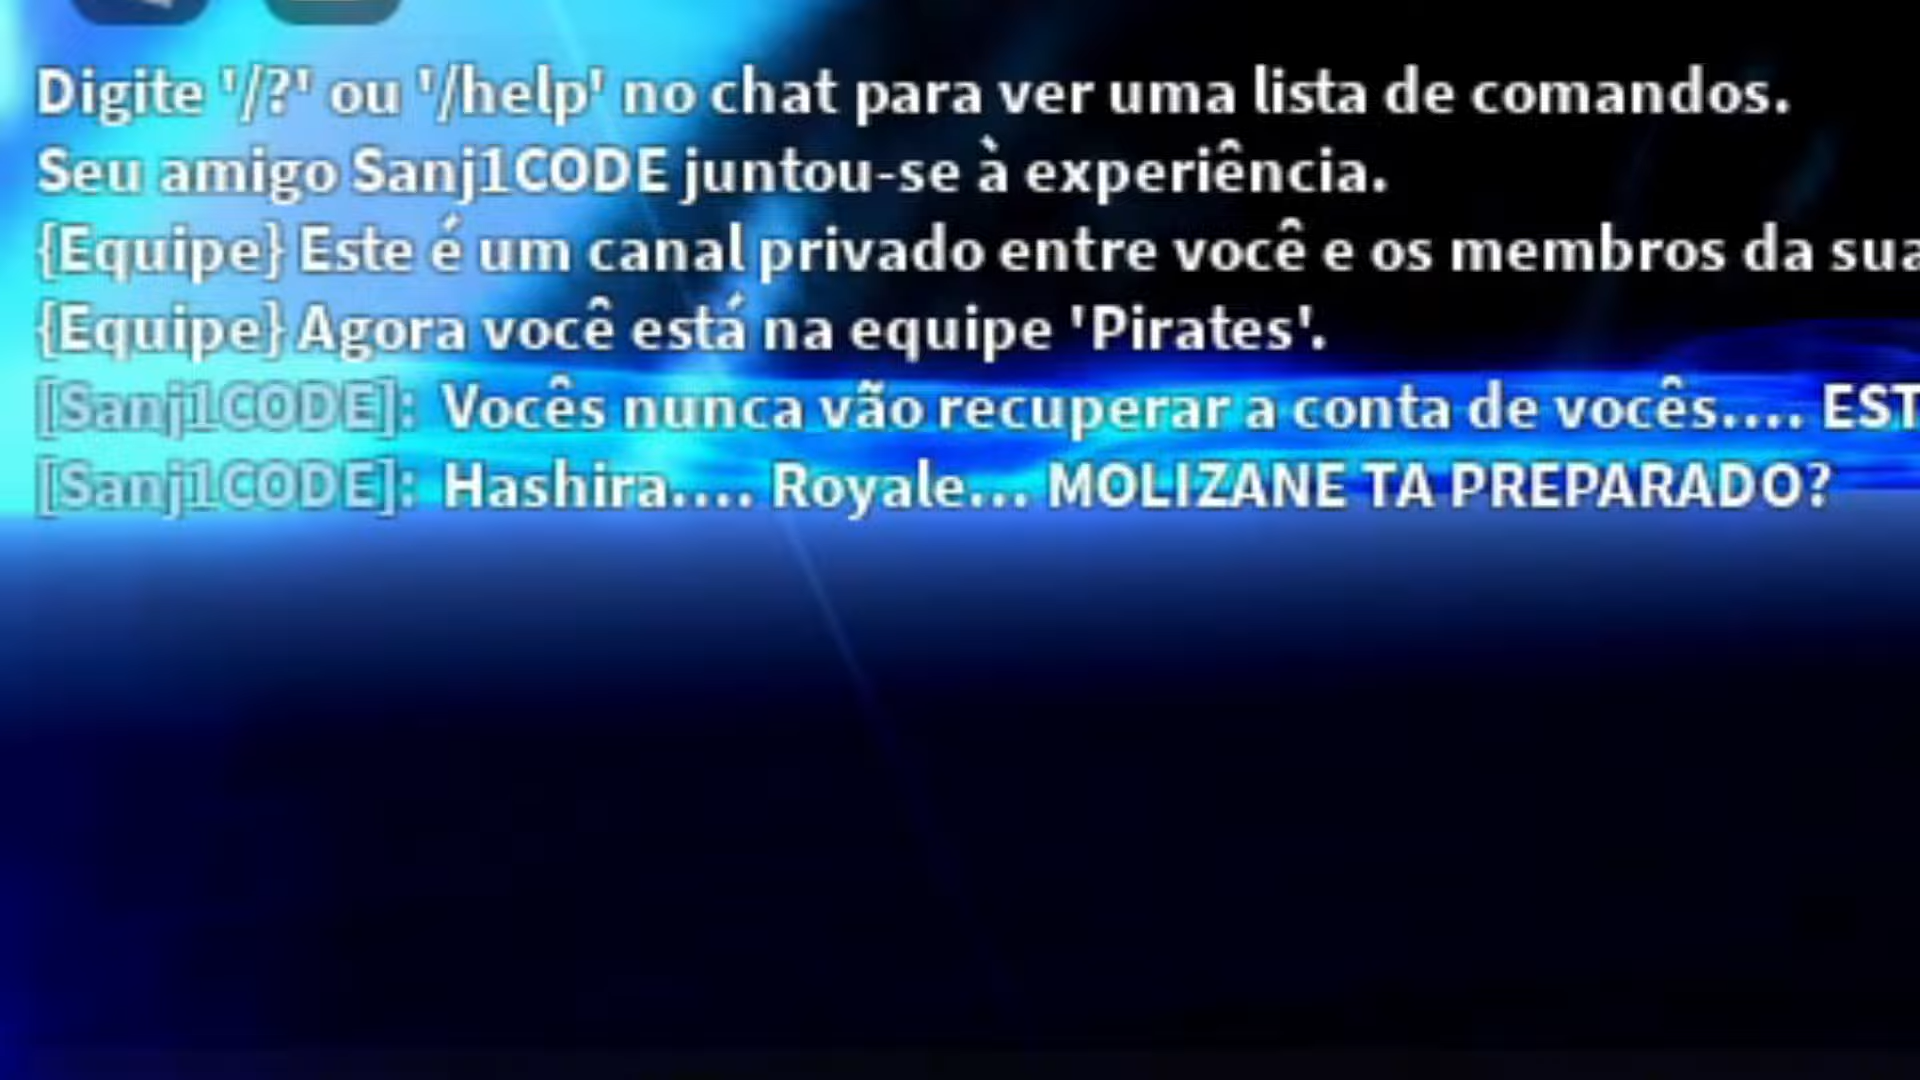 Digite '/?' ou '/help' no chat para ver uma lista de comandos.
Seu amigo Sanj1CODE juntou-se à experiência.
{Equipe} Este é um canal privado entre você e os membros da sua
{Equipe} Agora você está na equipe 'Pirates'.
[Sanj1CODE]: Vocês nunca vão recuperar a conta de vocês.... EST
[Sanj1CODE]: Hashira.... Royale... MOLIZANE TA PREPARADO?